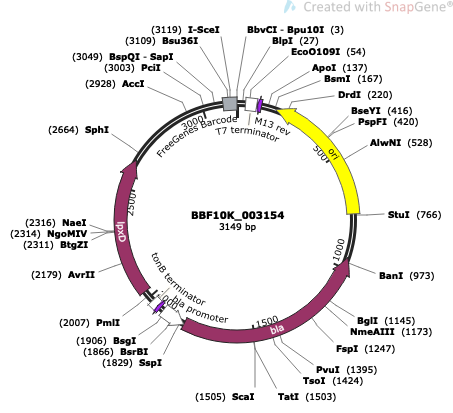 Created with SnapGene®
(3119) I-SceI
(3109) Bsu36I
(3049) BspQI - SapI
(3003) PciI
(2928) AccI
(2664) SphI
(2316) NaeI
(2314) NgoMIV
(2311) BtgZI
(2179) AvrII
(2007) PmlI
(1906) BsgI
(1866) BsrBI
(1829) SspI
(1505) ScaI
BbvCI - Bpu10I (3)
BlpI (27)
EcoO109I (54)
ApoI (137)
BsmI (167)
DrdI (220)
BseYI (416)
PspFI (420)
AlwNI (528)
StuI (766)
BanI (973)
BglI (1145)
NmeAIII (1173)
FspI (1247)
PvuI (1395)
TsoI (1424)
TatI (1503)
FreeGenes Barcode
T7 terminator
M13 rev
ori
bla
bla promoter
tonB terminator
lpxD
500
1000
1500
2500
3000
BBF10K_003154
3149 bp